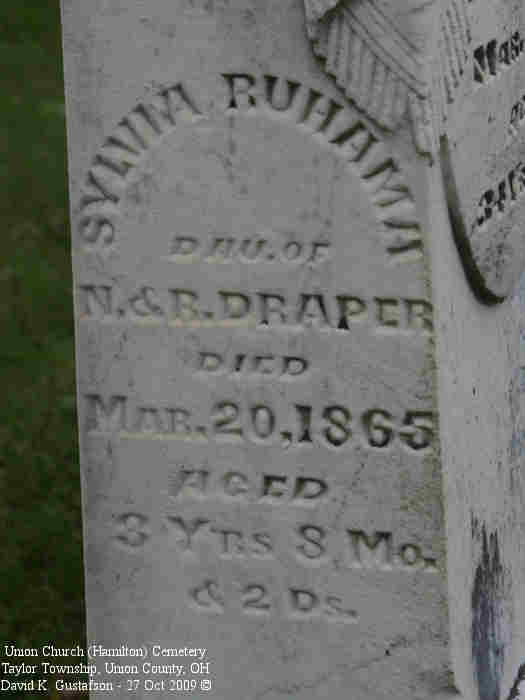 SYLVIA RUHAMA
DAU. OF
N. & R. DRAPER
DIED
MAR. 20, 1865
AGED
3 YRS 8 MO.
& 2 DS.
MAR
Union Church (Hamilton) Cemetery
Taylor Township, Union County, OH
David K. Gustafson - 27 Oct 2009 ©